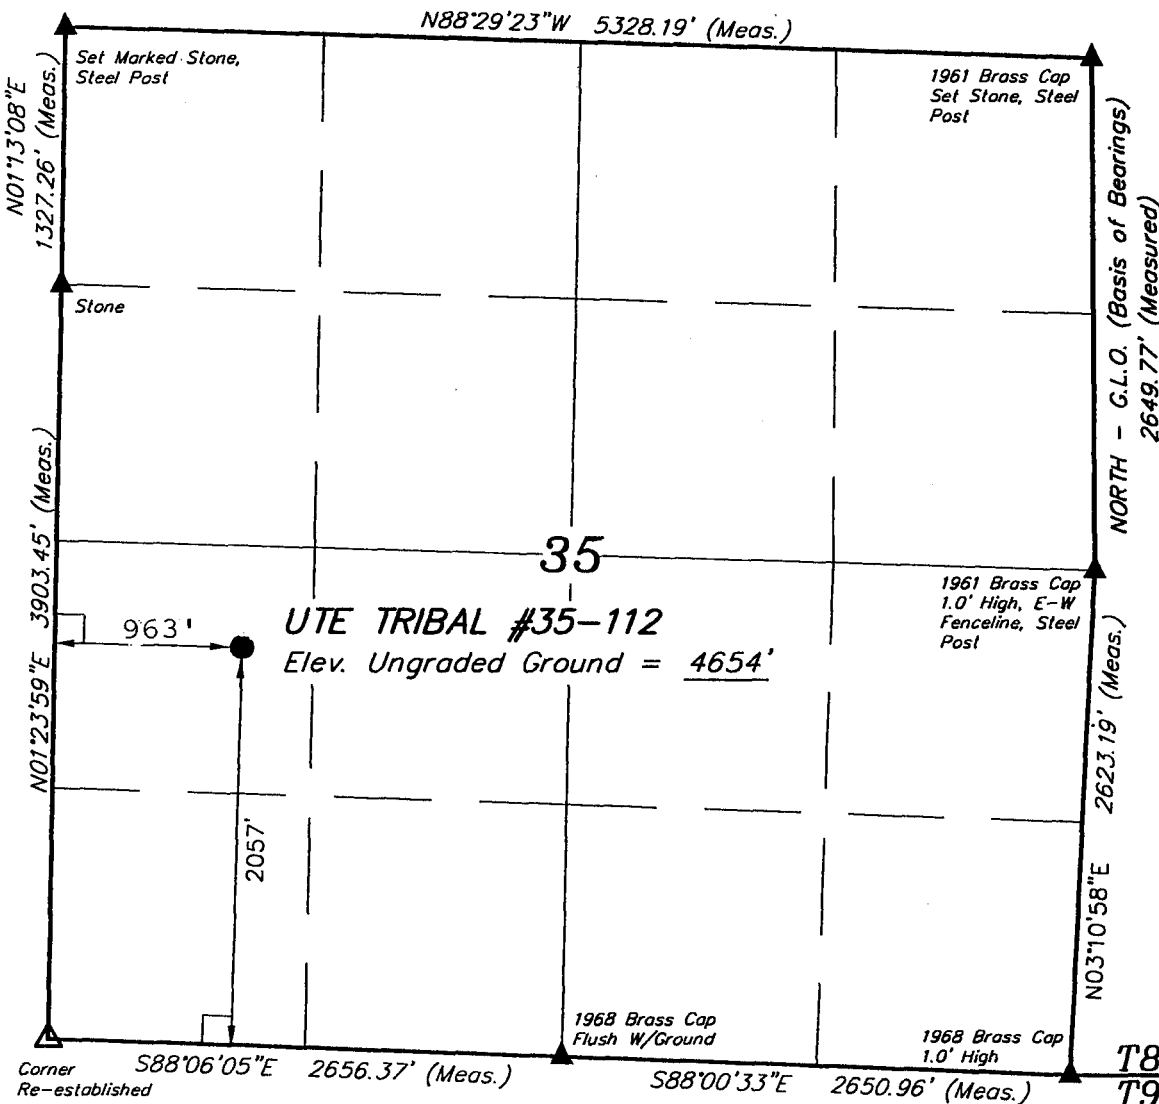 N88°29'23"W 5328.19' (Meas.)
Set Marked Stone,
Steel Post
1961 Brass Cap
Set Stone, Steel
Post
N01°13'08"E
1327.26' (Meas.)
NORTH - G.L.O. (Basis of Bearings)
2649.77' (Measured)
Stone
N01°23'59"E 3903.45' (Meas.)
35
1961 Brass Cap
1.0' High, E-W
Fenceline, Steel
Post
963'
UTE TRIBAL #35-112
Elev. Ungraded Ground = 4654'
2057'
N03°10'58"E 2623.19' (Meas.)
1968 Brass Cap
Flush W/Ground
1968 Brass Cap
1.0' High
Corner
Re-established
S88°06'05"E 2656.37' (Meas.)
S88°00'33"E 2650.96' (Meas.)
T8
T9